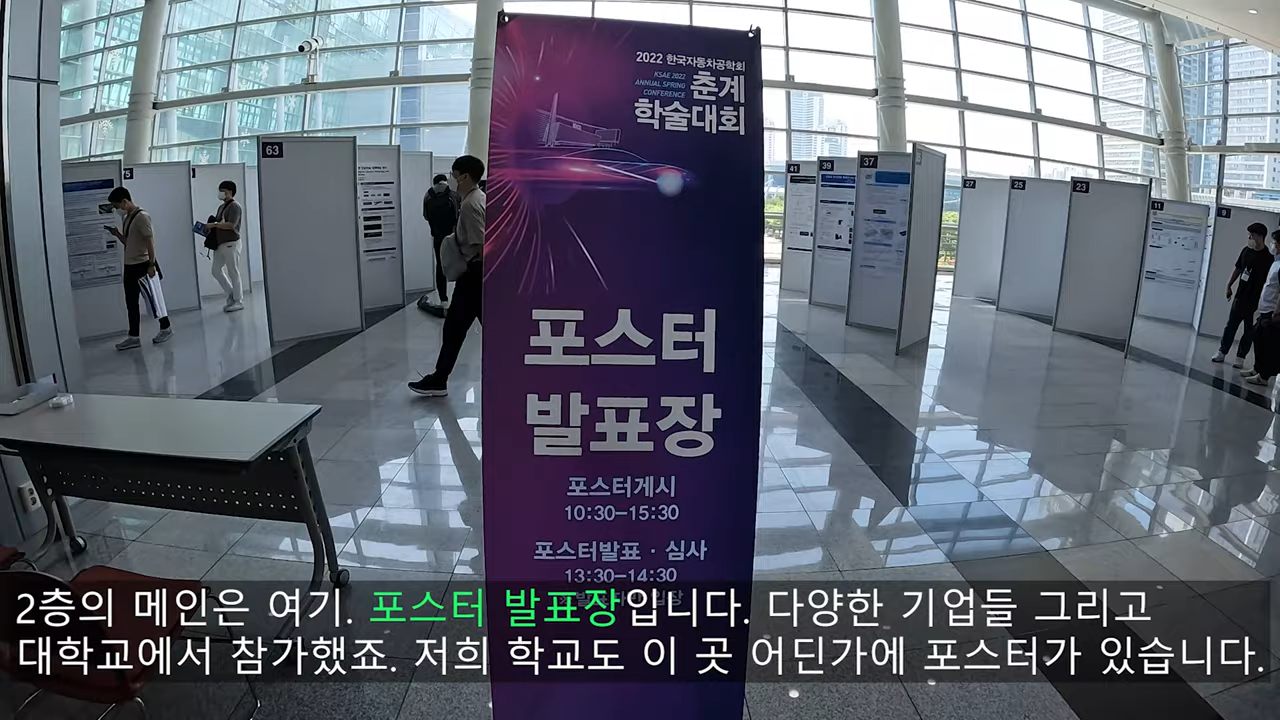 2022 한국자동차공학회
KSAE 2022
ANNUAL SPRING
CONFERENCE
춘계
학술대회
포스터
발표장
포스터게시
10:30-15:30
포스터발표 · 심사
13:30-14:30
63
41
39
37
27
25
23
11
9
2층의 메인은 여기. 포스터 발표장입니다. 다양한 기업들 그리고
대학교에서 참가했죠. 저희 학교도 이 곳 어딘가에 포스터가 있습니다.